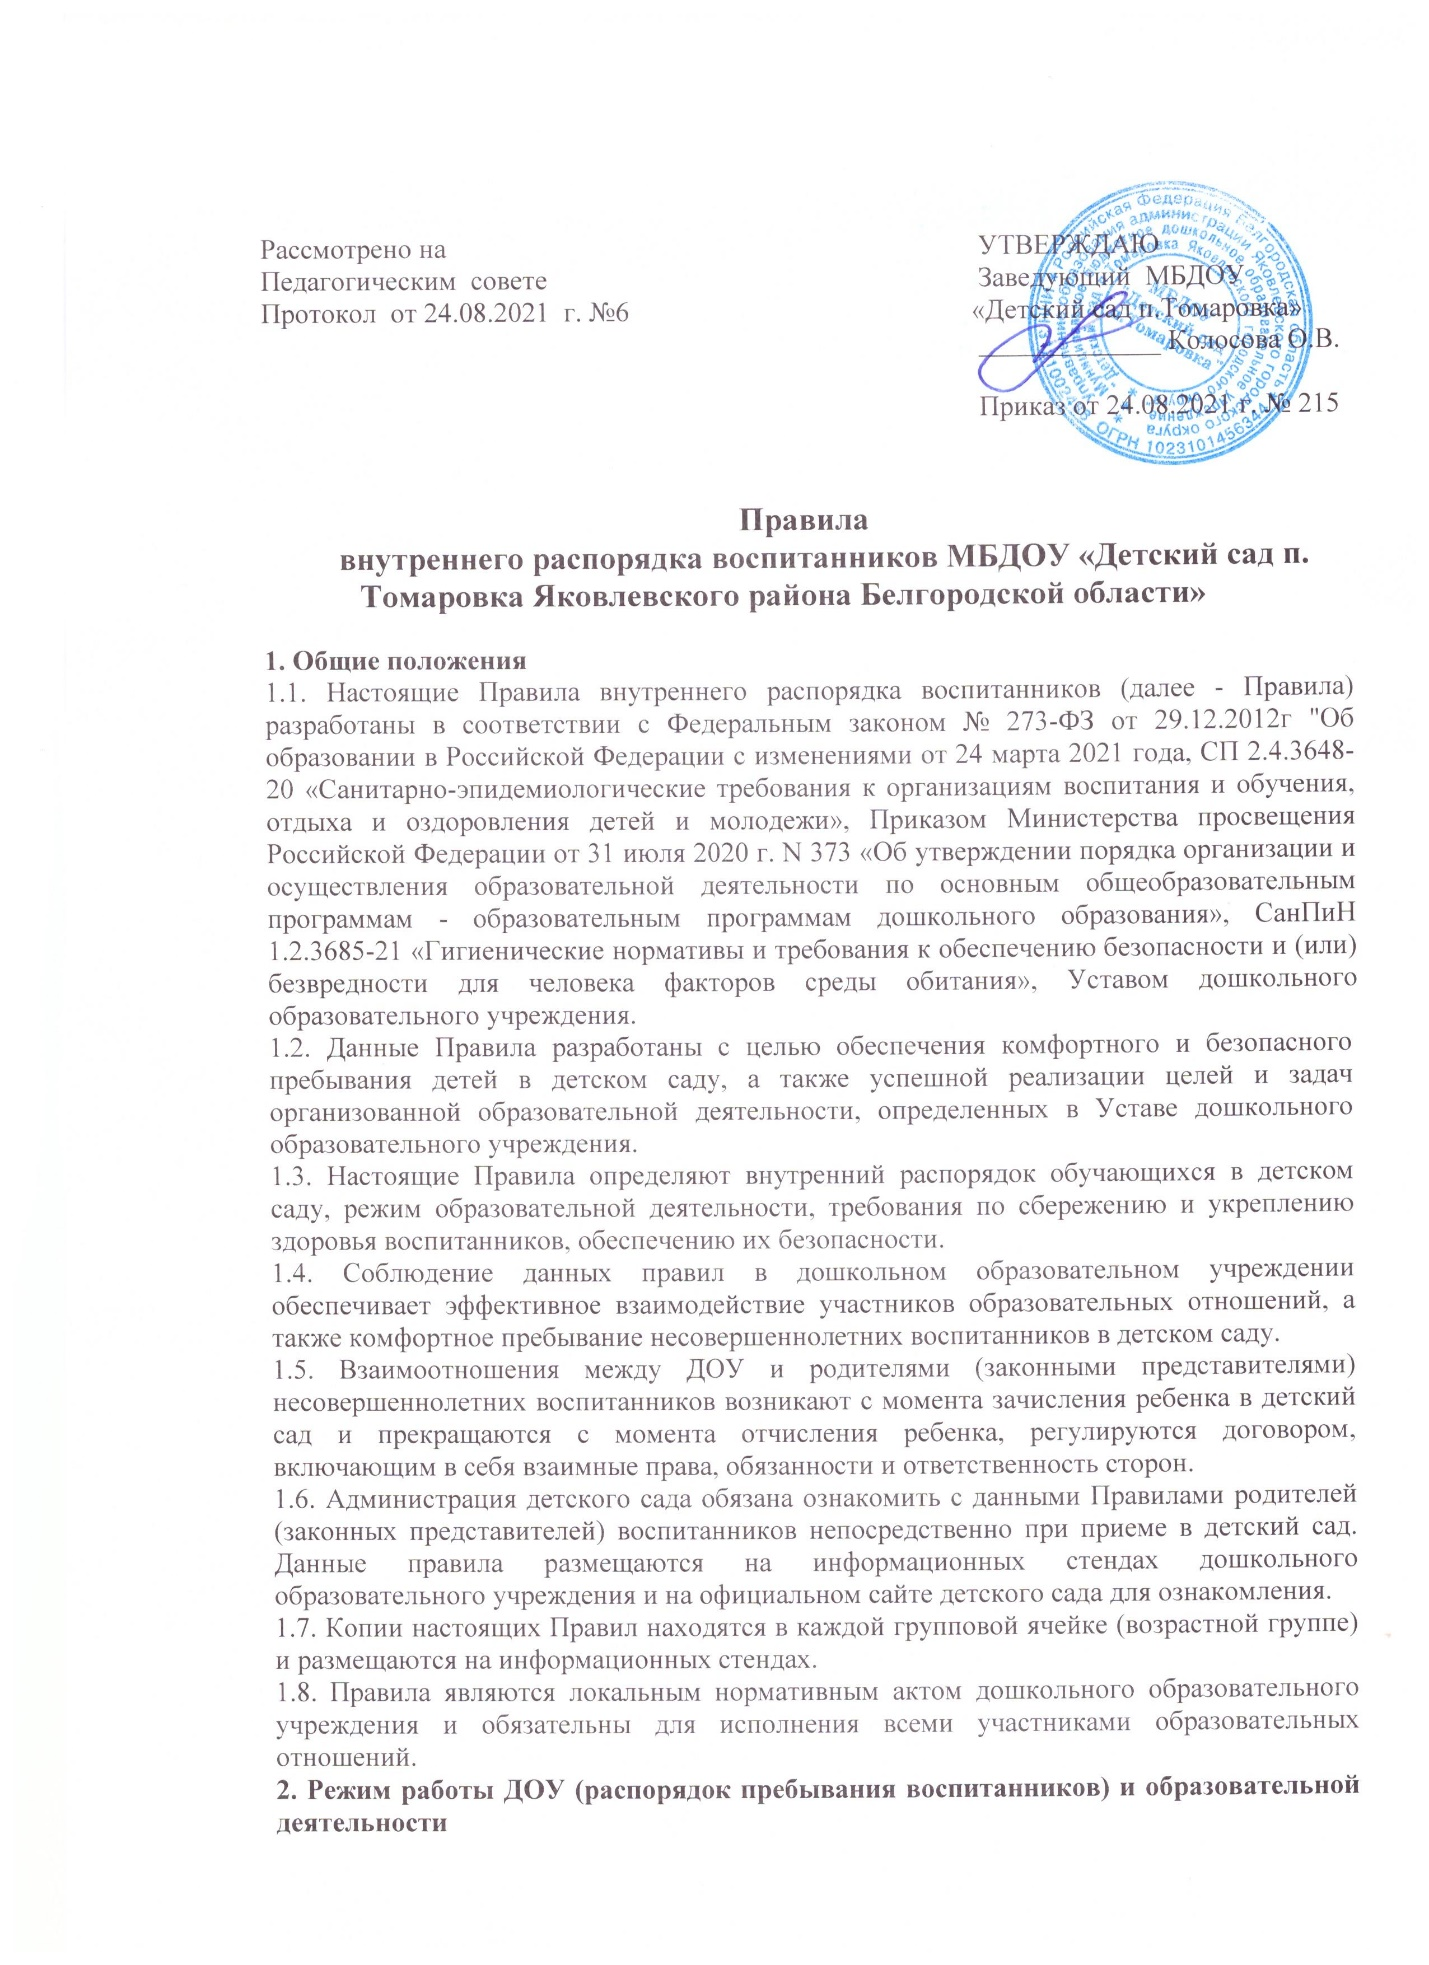 Рассмотрено на
Педагогическим совете
Протокол от 24.08.2021 г. №6
УТВЕРЖДАЮ
Заведующий МБДОУ
«Детский сад п.Томаровка»
_____________ Колосова О.В.
Приказ от 24.08.2021 г. № 215
Российская Федерация Белгородская область
ОГРН 1023101456344
МБДОУ
"Детский сад
п. Томаровка"
Правила
внутреннего распорядка воспитанников МБДОУ «Детский сад п.
Томаровка Яковлевского района Белгородской области»
1. Общие положения
1.1. Настоящие Правила внутреннего распорядка воспитанников (далее - Правила)
разработаны в соответствии с Федеральным законом № 273-ФЗ от 29.12.2012г "Об
образовании в Российской Федерации с изменениями от 24 марта 2021 года, СП 2.4.3648-
20 «Санитарно-эпидемиологические требования к организациям воспитания и обучения,
отдыха и оздоровления детей и молодежи», Приказом Министерства просвещения
Российской Федерации от 31 июля 2020 г. N 373 «Об утверждении порядка организации и
осуществления образовательной деятельности по основным общеобразовательным
программам - образовательным программам дошкольного образования», СанПиН
1.2.3685-21 «Гигиенические нормативы и требования к обеспечению безопасности и (или)
безвредности для человека факторов среды обитания», Уставом дошкольного
образовательного учреждения.
1.2. Данные Правила разработаны с целью обеспечения комфортного и безопасного
пребывания детей в детском саду, а также успешной реализации целей и задач
организованной образовательной деятельности, определенных в Уставе дошкольного
образовательного учреждения.
1.3. Настоящие Правила определяют внутренний распорядок обучающихся в детском
саду, режим образовательной деятельности, требования по сбережению и укреплению
здоровья воспитанников, обеспечению их безопасности.
1.4. Соблюдение данных правил в дошкольном образовательном учреждении
обеспечивает эффективное взаимодействие участников образовательных отношений, а
также комфортное пребывание несовершеннолетних воспитанников в детском саду.
1.5. Взаимоотношения между ДОУ и родителями (законными представителями)
несовершеннолетних воспитанников возникают с момента зачисления ребенка в детский
сад и прекращаются с момента отчисления ребенка, регулируются договором,
включающим в себя взаимные права, обязанности и ответственность сторон.
1.6. Администрация детского сада обязана ознакомить с данными Правилами родителей
(законных представителей) воспитанников непосредственно при приеме в детский сад.
Данные правила размещаются на информационных стендах дошкольного
образовательного учреждения и на официальном сайте детского сада для ознакомления.
1.7. Копии настоящих Правил находятся в каждой групповой ячейке (возрастной группе)
и размещаются на информационных стендах.
1.8. Правила являются локальным нормативным актом дошкольного образовательного
учреждения и обязательны для исполнения всеми участниками образовательных
отношений.
2. Режим работы ДОУ (распорядок пребывания воспитанников) и образовательной
деятельности